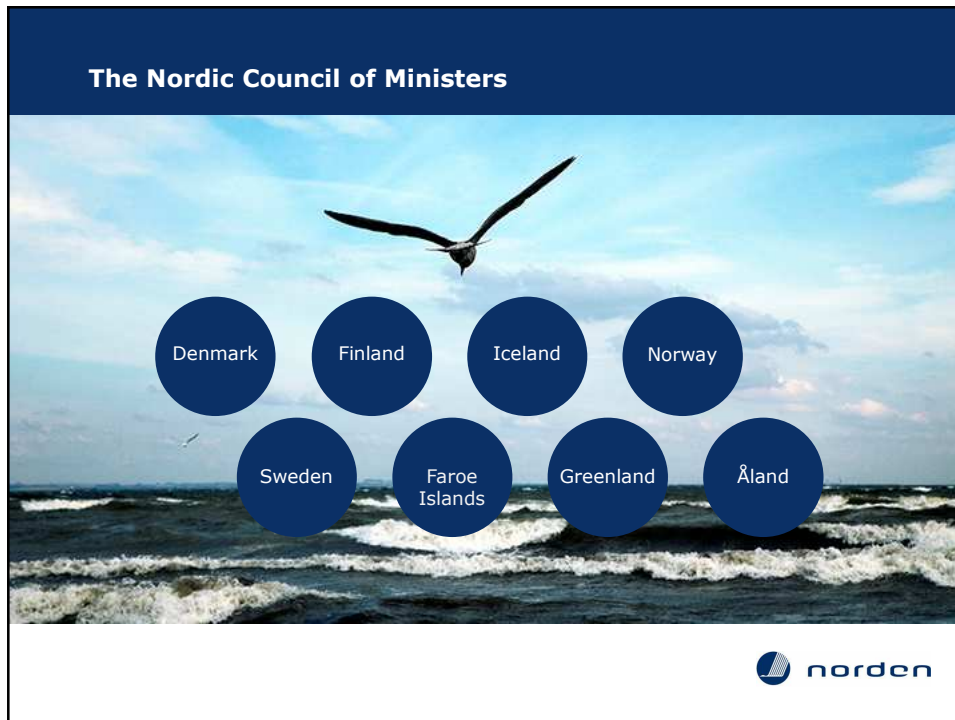 The Nordic Council of Ministers
Denmark
Finland
Iceland
Norway
Sweden
Faroe
Islands
Greenland
Åland
norden